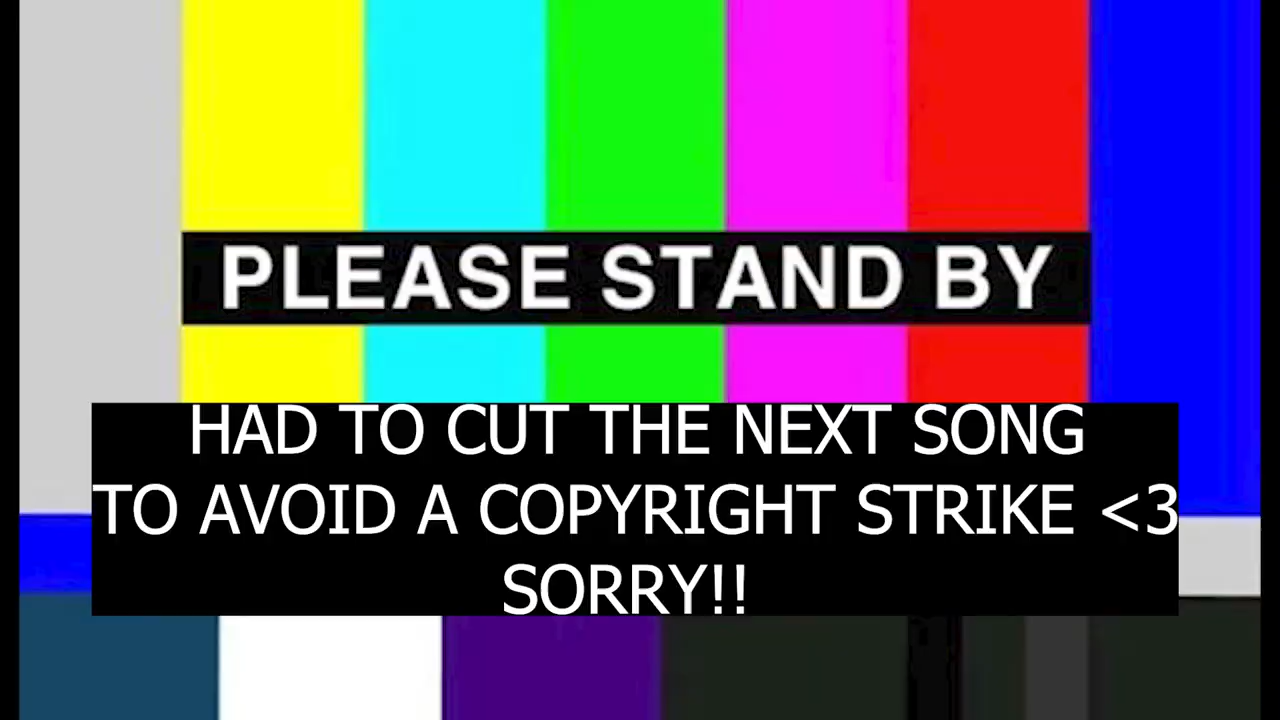 PLEASE STAND BY
HAD TO CUT THE NEXT SONG
TO AVOID A COPYRIGHT STRIKE <3
SORRY!!